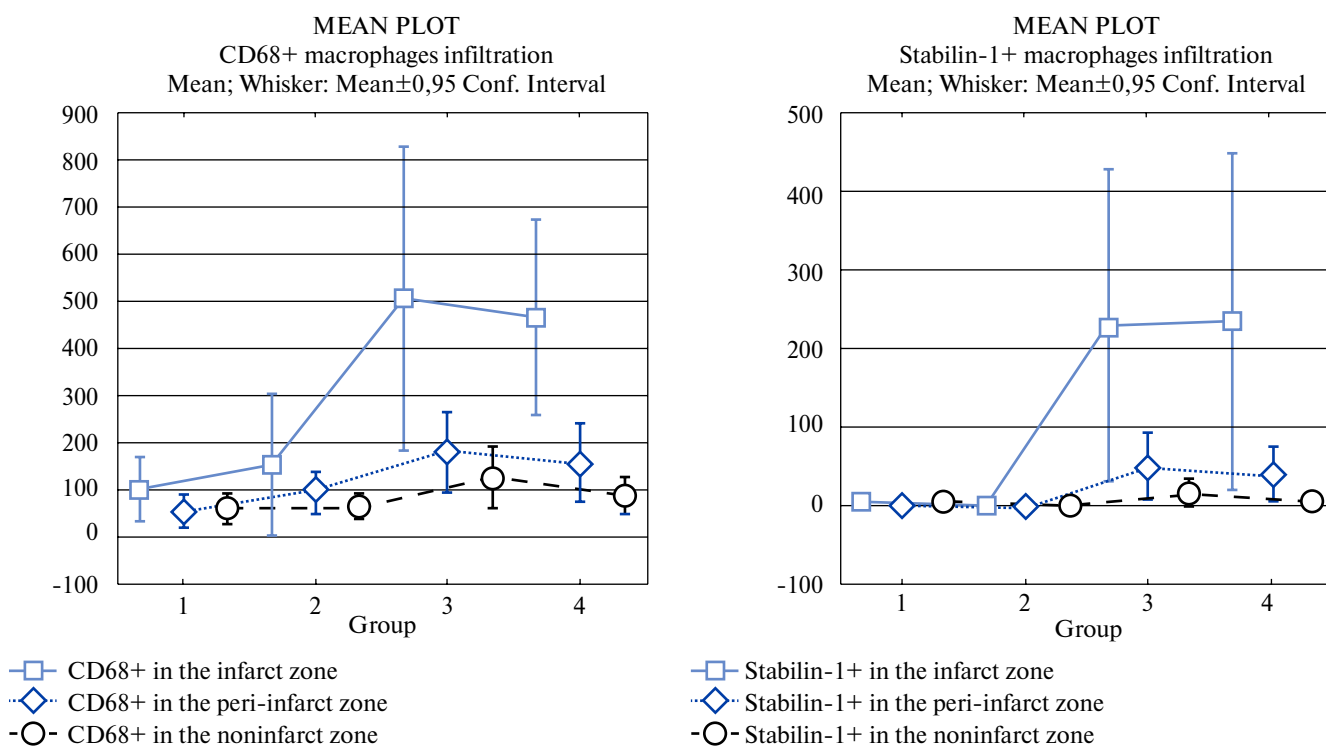 MEAN PLOT
CD68+ macrophages infiltration
Mean; Whisker: Mean±0,95 Conf. Interval
900
800
700
600
500
400
300
200
100
0
-100
1 2 3 4
Group
CD68+ in the infarct zone
CD68+ in the peri-infarct zone
CD68+ in the noninfarct zone
MEAN PLOT
Stabilin-1+ macrophages infiltration
Mean; Whisker: Mean±0,95 Conf. Interval
500
400
300
200
100
0
-100
1 2 3 4
Group
Stabilin-1+ in the infarct zone
Stabilin-1+ in the peri-infarct zone
Stabilin-1+ in the noninfarct zone